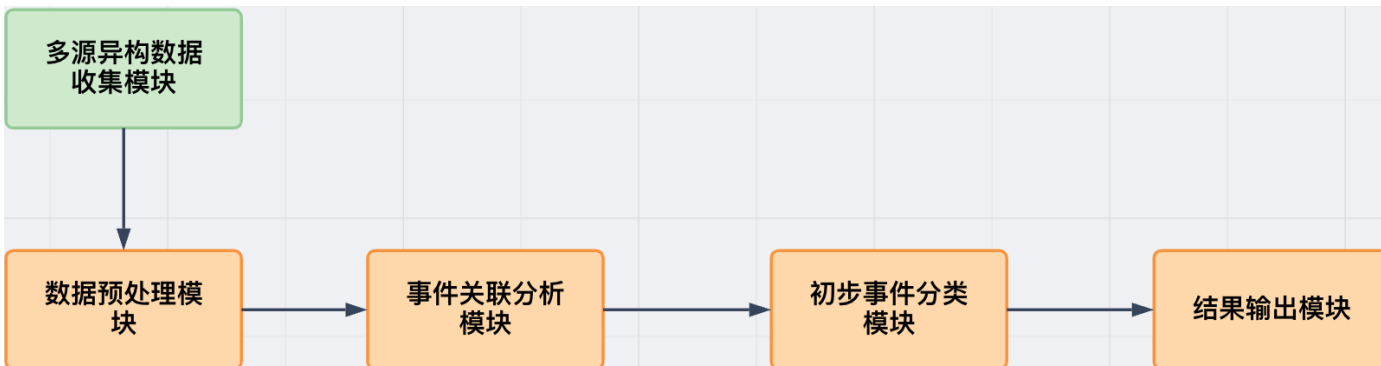 多源异构数据
收集模块
数据预处理模
块
事件关联分析
模块
初步事件分类
模块
结果输出模块